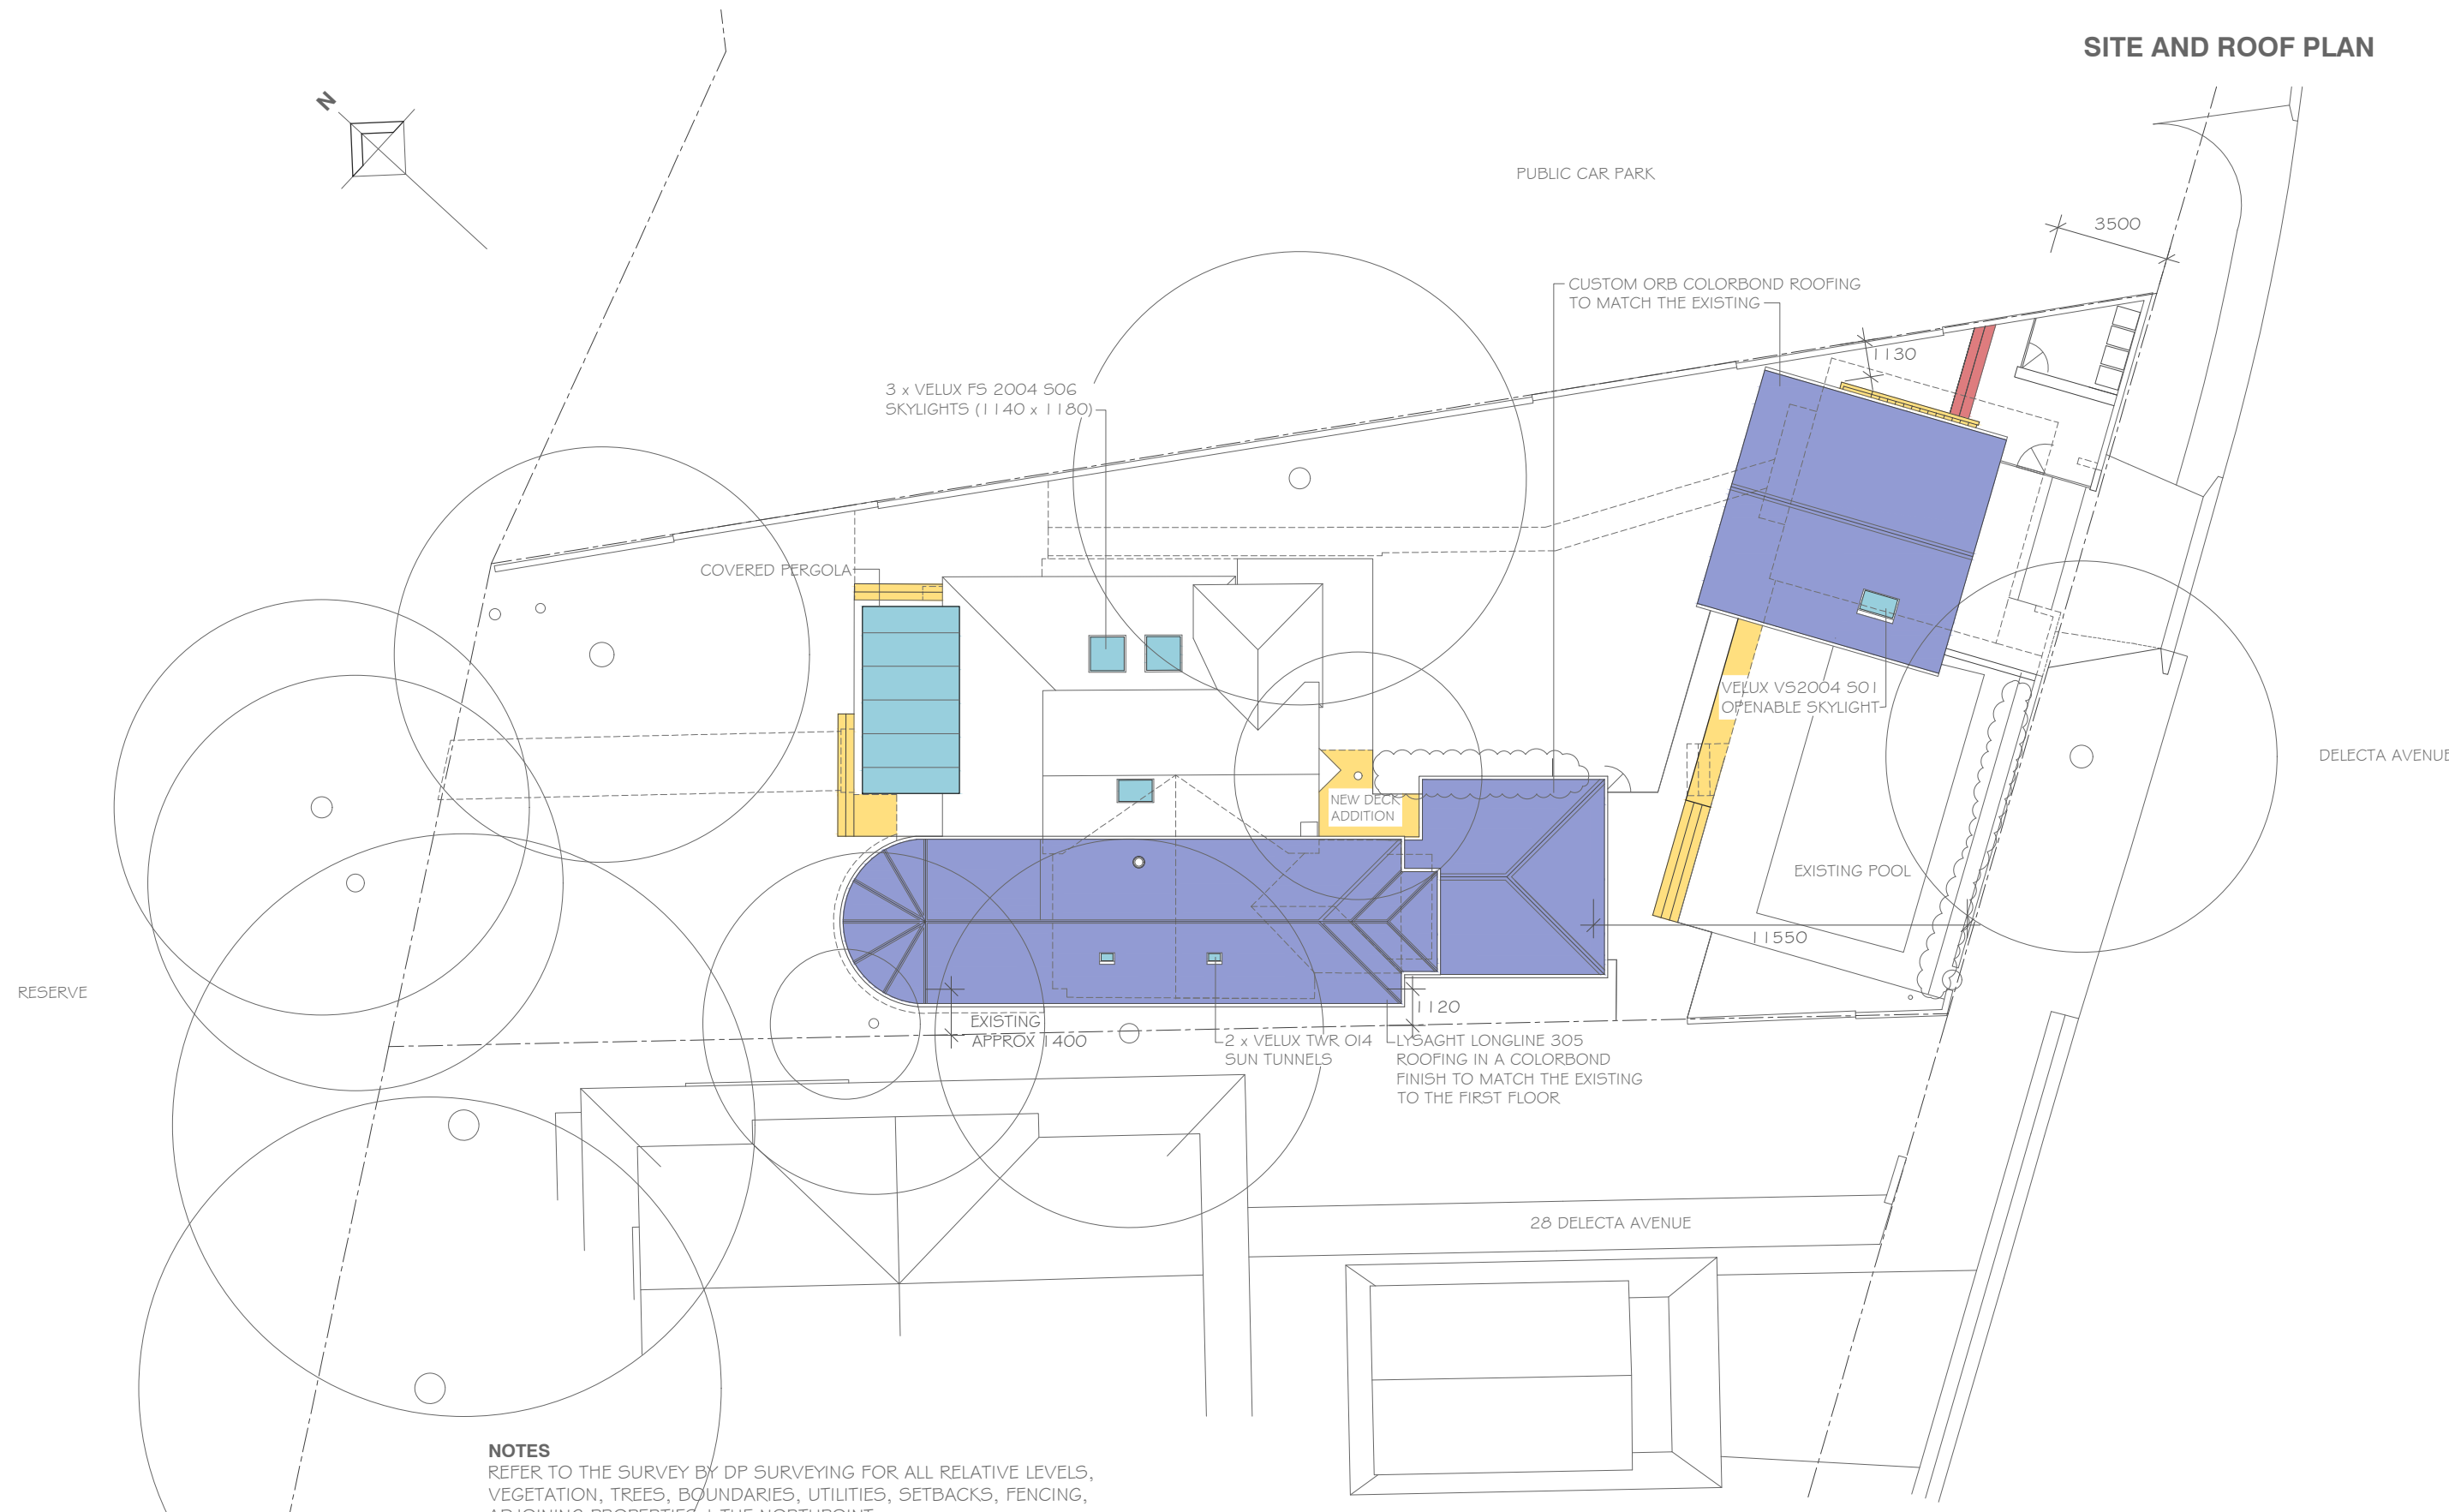 SITE AND ROOF PLAN
N
PUBLIC CAR PARK
3500
CUSTOM ORB COLORBOND ROOFING
TO MATCH THE EXISTING
1130
3 x VELUX FS 2004 S06
SKYLIGHTS (1140 x 1180)
COVERED PERGOLA
VELUX VS2004 S01
OPENABLE SKYLIGHT
DELECTA AVENUE
NEW DECK
ADDITION
EXISTING POOL
11550
RESERVE
EXISTING
APPROX 1400
1120
2 x VELUX TWR 014
SUN TUNNELS
LYSAGHT LONGLINE 305
ROOFING IN A COLORBOND
FINISH TO MATCH THE EXISTING
TO THE FIRST FLOOR
28 DELECTA AVENUE
NOTES
REFER TO THE SURVEY BY DP SURVEYING FOR ALL RELATIVE LEVELS,
VEGETATION, TREES, BOUNDARIES, UTILITIES, SETBACKS, FENCING,
ADJOINING PROPERTIES
THE NORTHPOINT